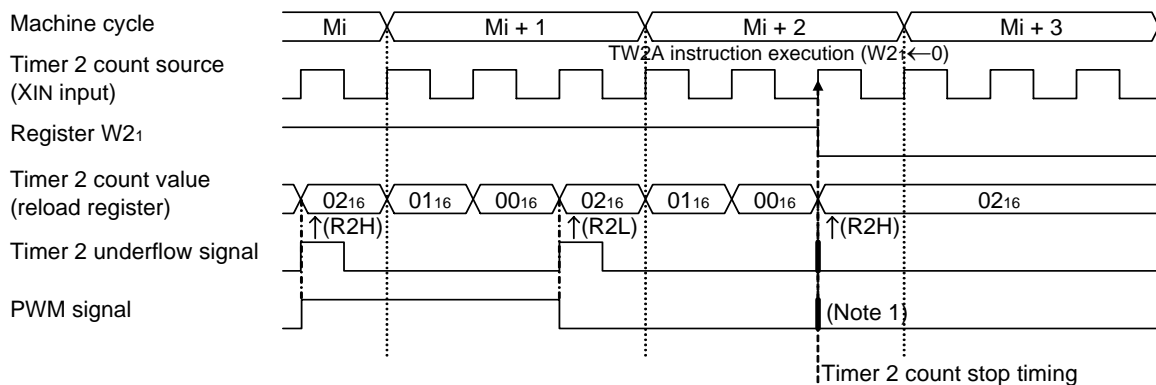 Machine cycle
Mi Mi + 1 Mi + 2 Mi + 3
TW2A instruction execution (W21←0)
Timer 2 count source
(XIN input)
Register W21
Timer 2 count value
(reload register)
0216 0116 0016 0216 0116 0016 0216
↑(R2H) ↑(R2L) ↑(R2H)
Timer 2 underflow signal
PWM signal
(Note 1)
Timer 2 count stop timing